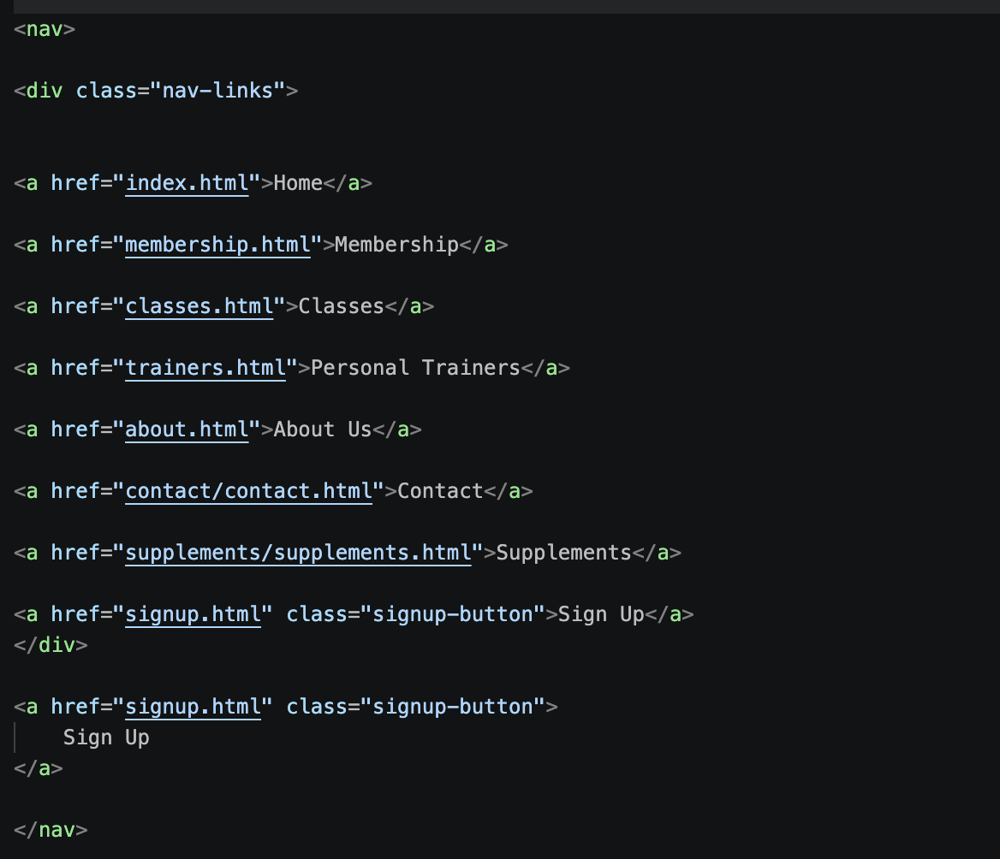 <nav>
<div class="nav-links">
<a href="index.html">Home</a>
<a href="membership.html">Membership</a>
<a href="classes.html">Classes</a>
<a href="trainers.html">Personal Trainers</a>
<a href="about.html">About Us</a>
<a href="contact/contact.html">Contact</a>
<a href="supplements/supplements.html">Supplements</a>
<a href="signup.html" class="signup-button">Sign Up</a>
</div>
<a href="signup.html" class="signup-button">
    Sign Up
</a>
</nav>